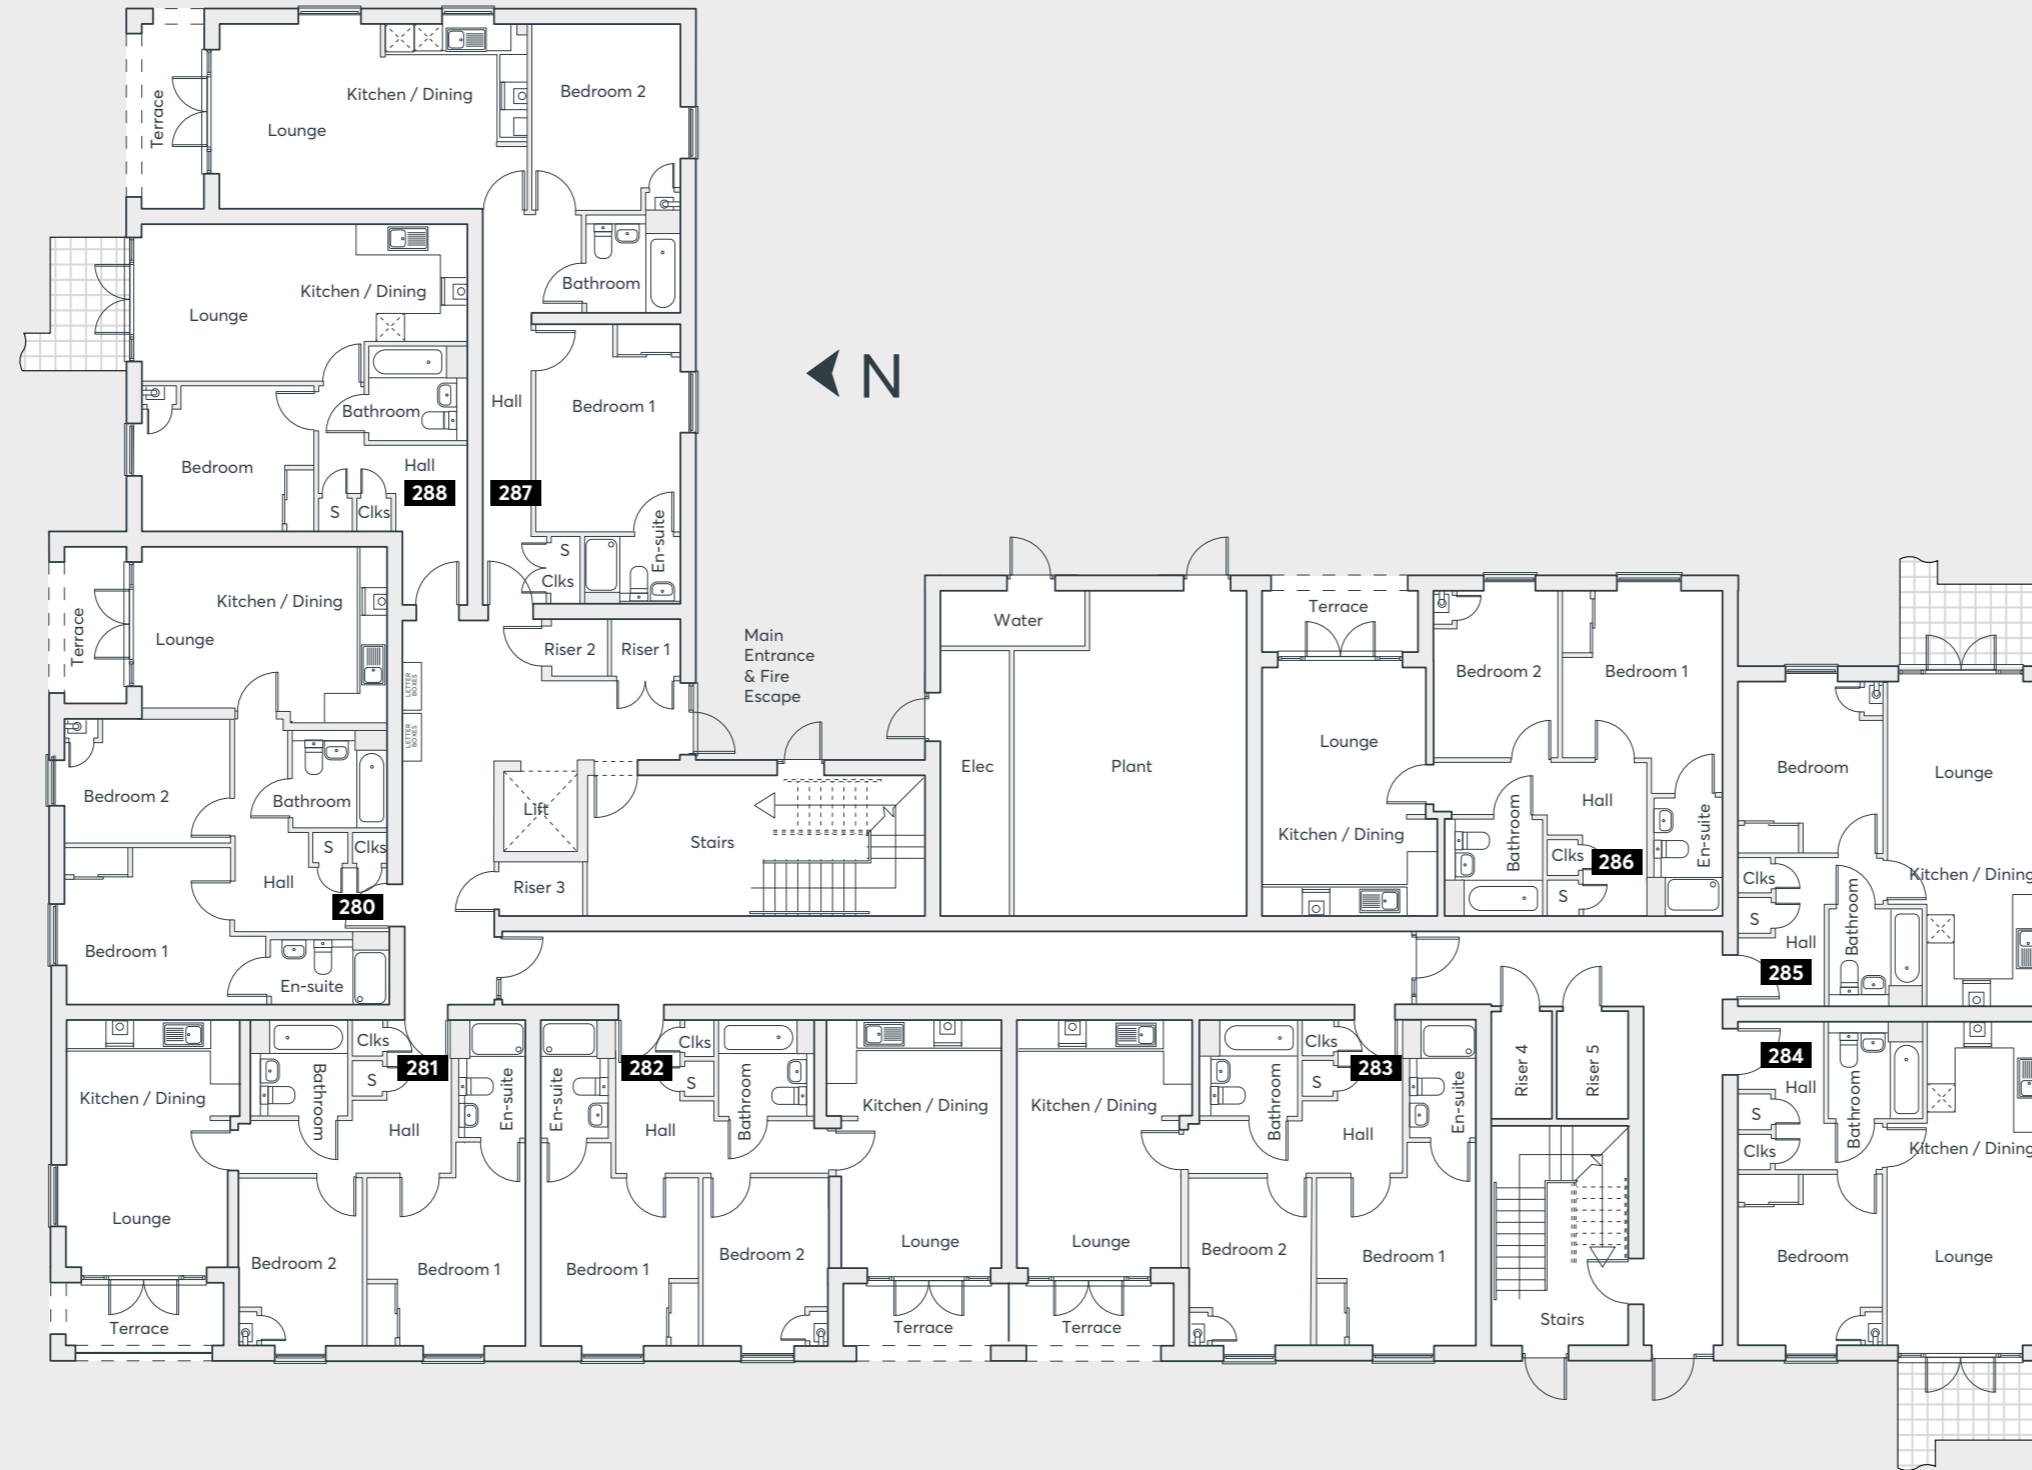 Terrace
Kitchen / Dining
Lounge
Bedroom 2
Bathroom
Kitchen / Dining
Lounge
Bathroom
Bedroom
Hall
288
S
Clks
Hall
287
Bedroom 1
S
Clks
En-suite
N
Terrace
Kitchen / Dining
Lounge
LETTER
BOXES
LETTER
BOXES
Bedroom 2
Bathroom
S
Clks
Hall
280
Bedroom 1
En-suite
Riser 2
Riser 1
Main
Entrance
& Fire
Escape
Lift
Stairs
Riser 3
Water
Elec
Plant
Terrace
Lounge
Kitchen / Dining
Bedroom 2
Bedroom 1
Bathroom
Hall
Clks
286
S
En-suite
Bedroom
Lounge
Clks
Kitchen / Dining
S
Hall
Bathroom
285
284
Hall
Bathroom
S
Clks
Kitchen / Dining
Bedroom
Lounge
Kitchen / Dining
Lounge
Terrace
Bathroom
Clks
S
281
Hall
En-suite
Bedroom 2
Bedroom 1
En-suite
282
Clks
S
Bathroom
Hall
Bedroom 1
Bedroom 2
Kitchen / Dining
Lounge
Terrace
Kitchen / Dining
Lounge
Terrace
Bathroom
Clks
S
283
Hall
En-suite
Bedroom 2
Bedroom 1
Riser 4
Riser 5
Stairs